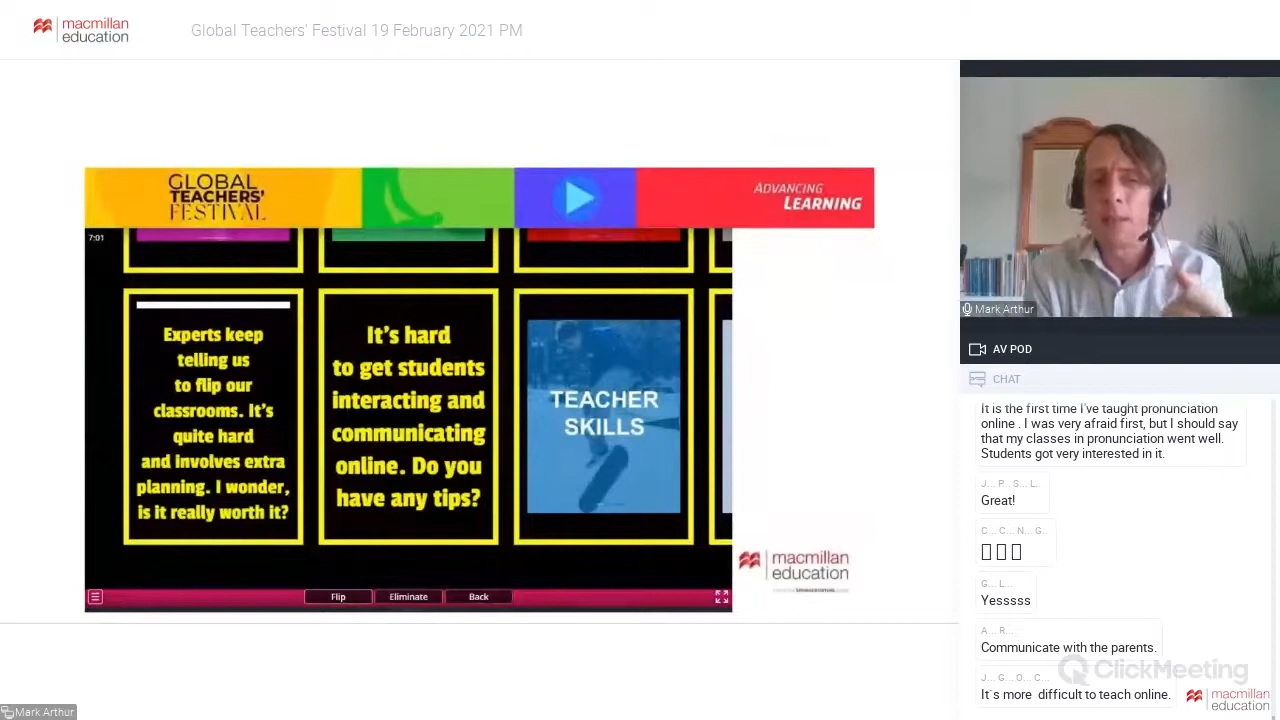 macmillan
education
Global Teachers' Festival 19 February 2021 PM
GLOBAL
TEACHERS'
FESTIVAL
ADVANCING
LEARNING
7:01
Experts keep
telling us
to flip our
classrooms. It's
quite hard
and involves extra
planning. I wonder,
is it really worth it?
It's hard
to get students
interacting and
communicating
online. Do you
have any tips?
TEACHER
SKILLS
macmillan
education
Flip
Eliminate
Back
Mark Arthur
Mark Arthur
AV POD
CHAT
It is the first time I've taught pronunciation
online . I was very afraid first, but I should say
that my classes in pronunciation went well.
Students got very interested in it.
J... P... S... L..
Great!
C... C... N... G.
G... L...
Yesssss
A... R...
Communicate with the parents.
J... G... O... C...
It´s more difficult to teach online.
ClickMeeting
macmillan
education